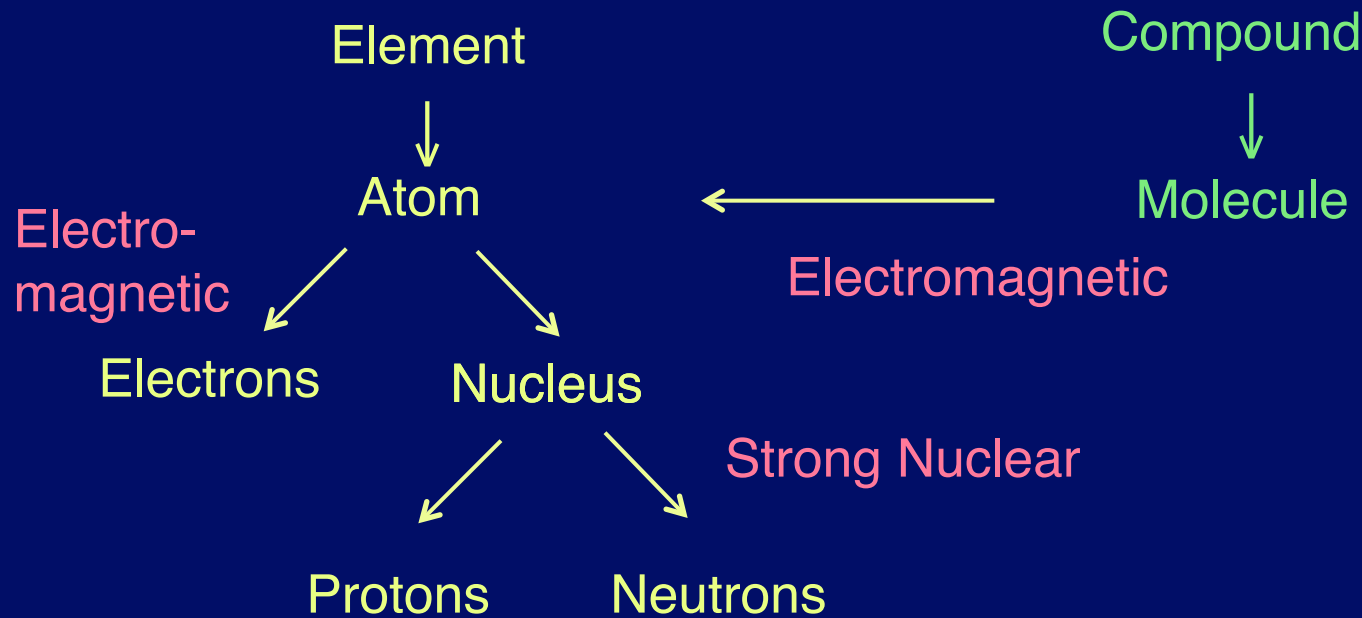 Element
Compound
Atom
Molecule
Electro-
magnetic
Electromagnetic
Electrons
Nucleus
Strong Nuclear
Protons
Neutrons